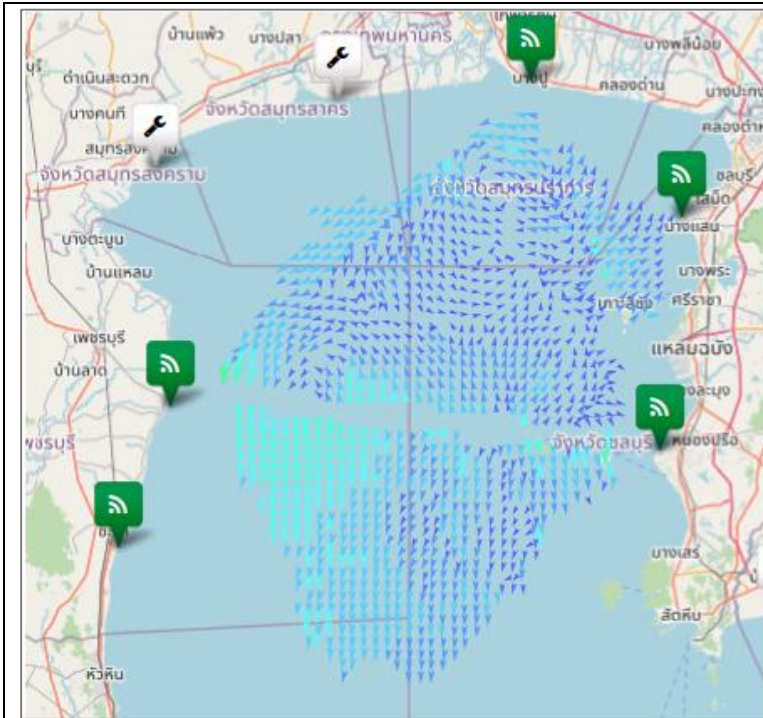 บ้านแพ้ว
บางปลา
กรุงเทพมหานคร
บางพลีน้อย
ดำเนินสะดวก
บางปู
คลองด่าน
บางคนที
จังหวัดสมุทรสาคร
จังหวัดสมุทรสงคราม
ชลบุรี
จังหวัดสมุทรปราการ
เสม็ด
บางแสน
บางตะบูน
บ้านแหลม
บางพระ
เกาะสีชัง
ศรีราชา
เพชรบุรี
แหลมฉบัง
บ้านลาด
จังหวัดชลบุรี
หนองปรือ
บางเสร่
สัตหีบ
หัวหิน